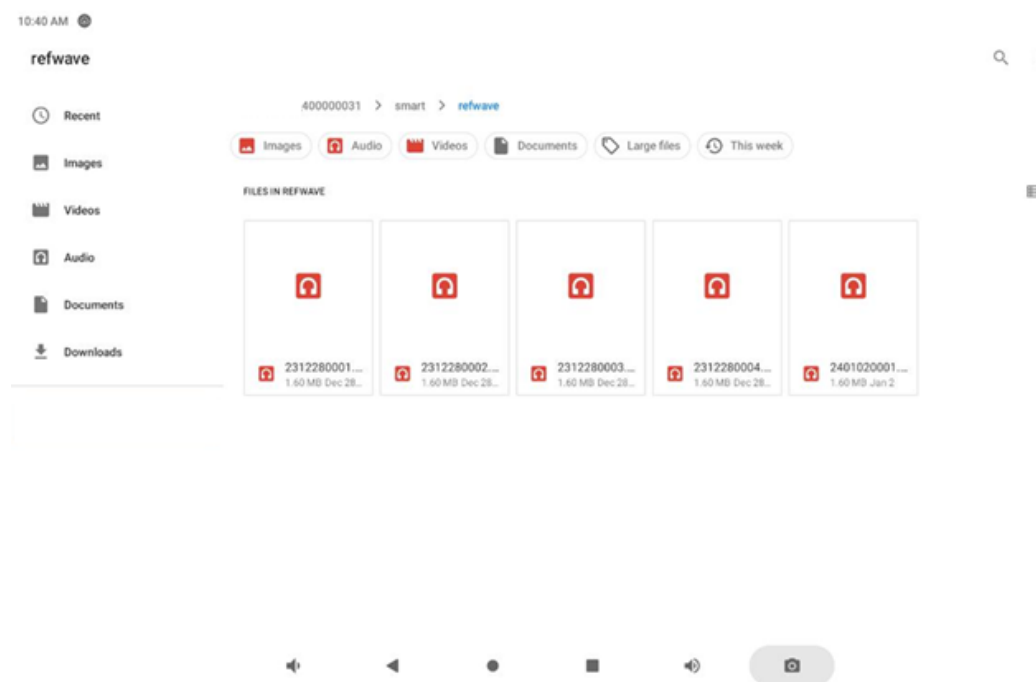 10:40 AM
refwave
Recent
Images
Videos
Audio
Documents
Downloads
400000031 > smart > refwave
Images Audio Videos Documents Large files This week
FILES IN REFWAVE
2312280001.... 2312280002.... 2312280003.... 2312280004.... 2401020001....
1.60 MB Dec 28... 1.60 MB Dec 28... 1.60 MB Dec 28... 1.60 MB Dec 28... 1.60 MB Jan 2